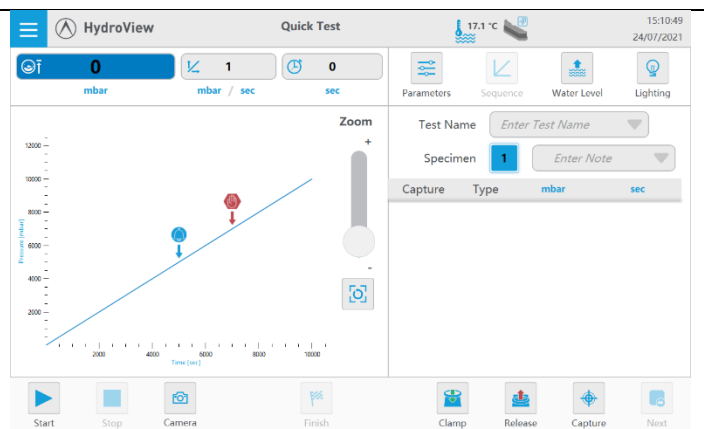 HydroView
Quick Test
17.1 °C
15:10:49
24/07/2021
0
1
0
mbar
mbar / sec
sec
Parameters
Sequence
Water Level
Lighting
Zoom
+
-
Test Name
Enter Test Name
Specimen
1
Enter Note
Capture Type mbar sec
Pressure [mbar]
12000
10000
8000
6000
4000
2000
2000 4000 6000 8000 10000
Time [sec]
Start
Stop
Camera
Finish
Clamp
Release
Capture
Next